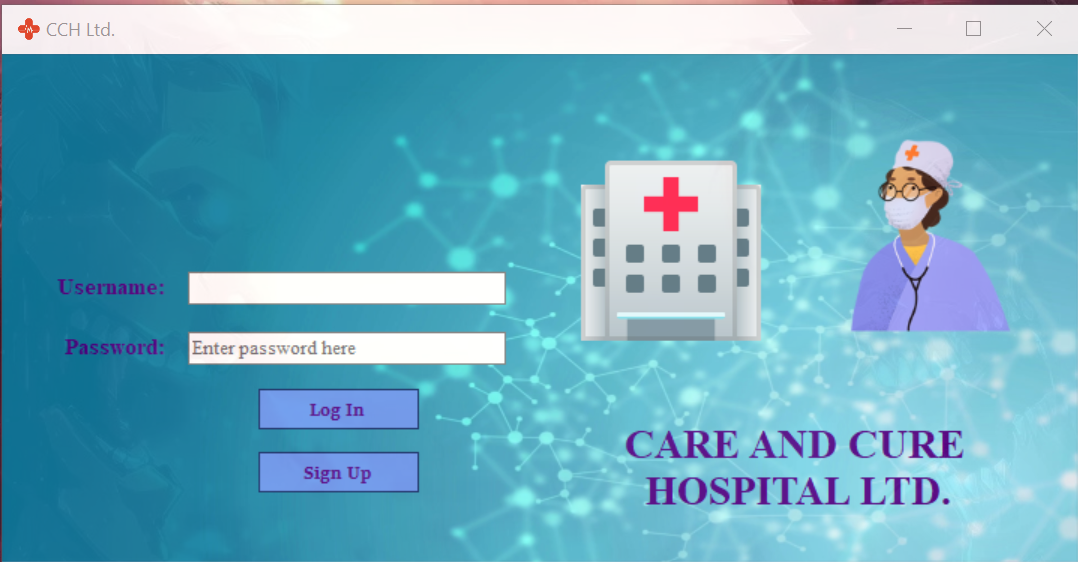 CCH Ltd.
Username:
Password: Enter password here
Log In
Sign Up
CARE AND CURE
HOSPITAL LTD.